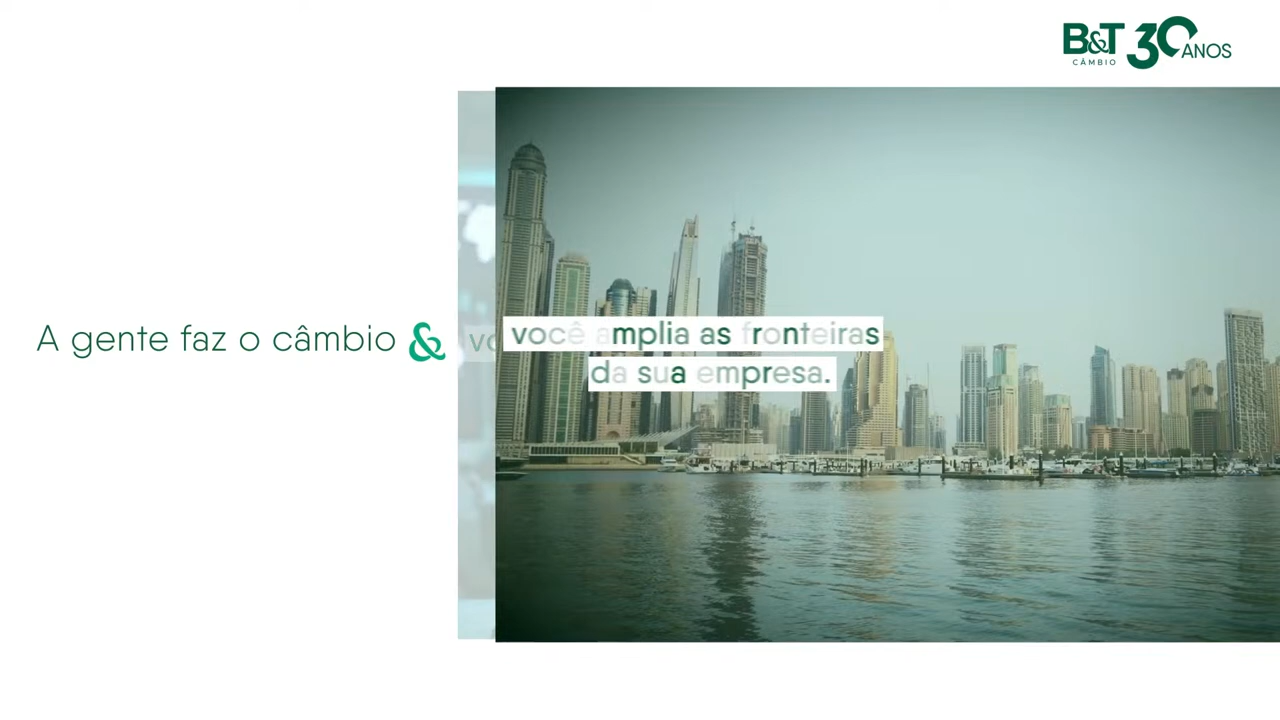 B&T 30 ANOS
CÂMBIO
A gente faz o câmbio &
você amplia as fronteiras
da sua empresa.